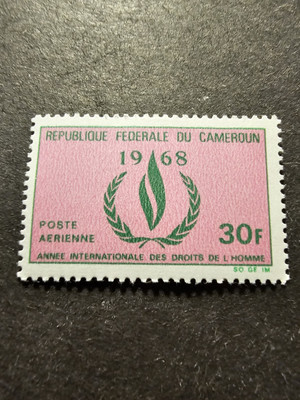 REPUBLIQUE FEDERALE DU CAMEROUN
1968
POSTE
AERIENNE
30F
ANNEE INTERNATIONALE DES DROITS DE L'HOMME
SO GE IM